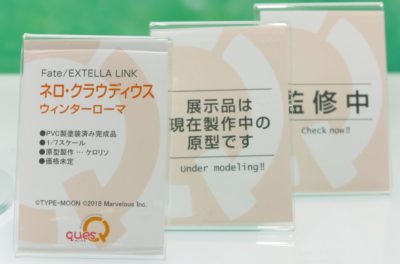 Fate/EXTELLA LINK
ネロ・クラウディウス
ウィンターローマ
●PVC製塗装済み完成品
●1/7スケール
●原型製作 … ケロリソ
●価格未定
©TYPE-MOON ©2018 Marvelous Inc.
quesQ
展示品は
現在製作中の
原型です
Under modeling!!
監修中
Check now!!